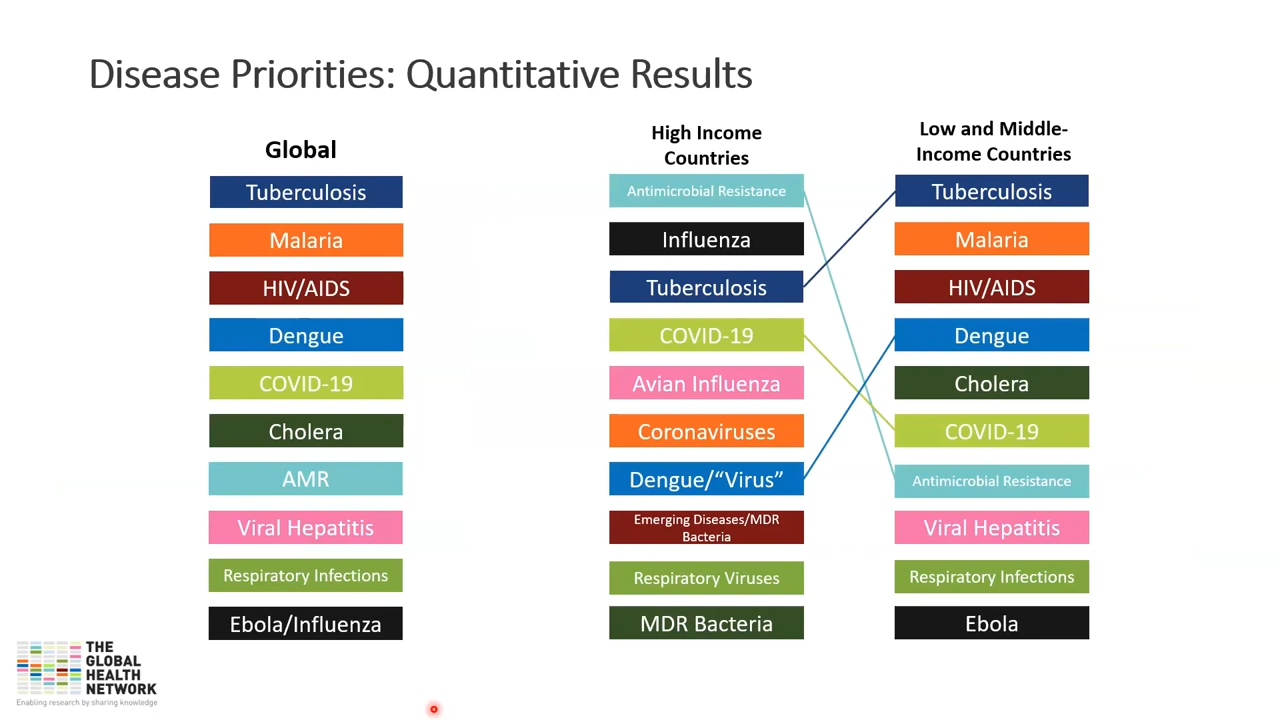 Disease Priorities: Quantitative Results
Global
Tuberculosis
Malaria
HIV/AIDS
Dengue
COVID-19
Cholera
AMR
Viral Hepatitis
Respiratory Infections
Ebola/Influenza
High Income
Countries
Antimicrobial Resistance
Influenza
Tuberculosis
COVID-19
Avian Influenza
Coronaviruses
Dengue/“Virus”
Emerging Diseases/MDR
Bacteria
Respiratory Viruses
MDR Bacteria
Low and Middle-
Income Countries
Tuberculosis
Malaria
HIV/AIDS
Dengue
Cholera
COVID-19
Antimicrobial Resistance
Viral Hepatitis
Respiratory Infections
Ebola
THE
GLOBAL
HEALTH
NETWORK
Enabling research by sharing knowledge